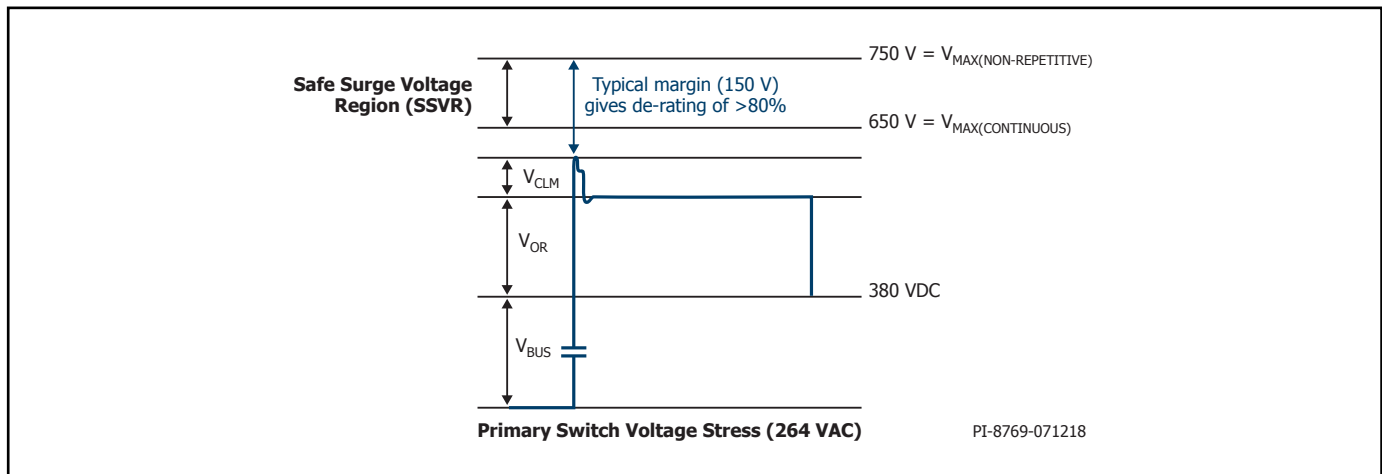 750 V = VMAX(NON-REPETITIVE)
Safe Surge Voltage
Region (SSVR)
Typical margin (150 V)
gives de-rating of >80%
650 V = VMAX(CONTINUOUS)
VCLM
VOR
380 VDC
VBUS
Primary Switch Voltage Stress (264 VAC)
PI-8769-071218